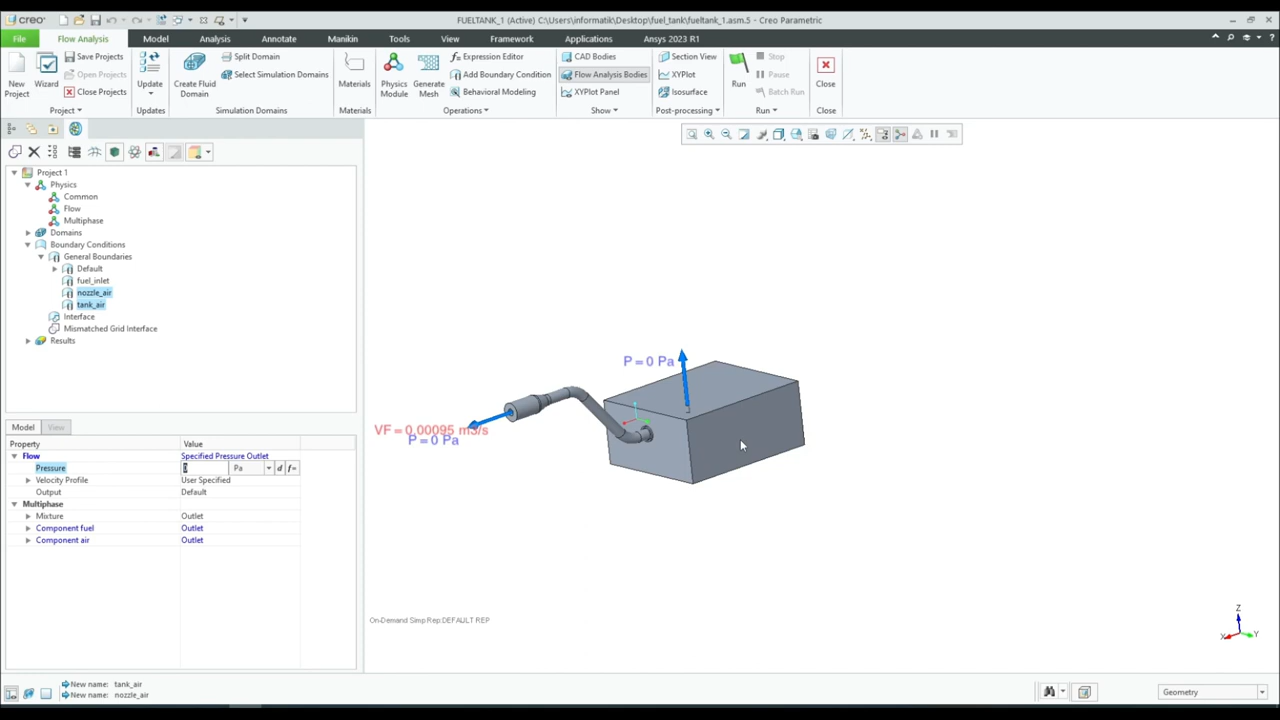 creo
FUELTANK_1 (Active) C:\Users\informatik\Desktop\fuel_tank\fueltank_1.asm.5 - Creo Parametric
File Flow Analysis Model Analysis Annotate Manikin Tools View Framework Applications Ansys 2023 R1
New Project
Wizard
Save Projects
Open Projects
Close Projects
Project
Update
Updates
Create Fluid Domain
Split Domain
Select Simulation Domains
Simulation Domains
Materials
Materials
Physics Module
Generate Mesh
Expression Editor
Add Boundary Condition
Behavioral Modeling
Operations
CAD Bodies
Flow Analysis Bodies
XYPlot Panel
Show
Section View
XYPlot
Isosurface
Post-processing
Run
Stop
Pause
Batch Run
Run
Close
Close
Project 1
Physics
Common
Flow
Multiphase
Domains
Boundary Conditions
General Boundaries
Default
fuel_inlet
nozzle_air
tank_air
Interface
Mismatched Grid Interface
Results
Model View
Property Value
Flow Specified Pressure Outlet
Pressure 0 Pa d f=
Velocity Profile User Specified
Output Default
Multiphase
Mixture Outlet
Component fuel Outlet
Component air Outlet
P = 0 Pa
VF = 0.00095 m3/s
P = 0 Pa
On-Demand Simp Rep:DEFAULT REP
Z
X Y
New name: tank_air
New name: nozzle_air
Geometry